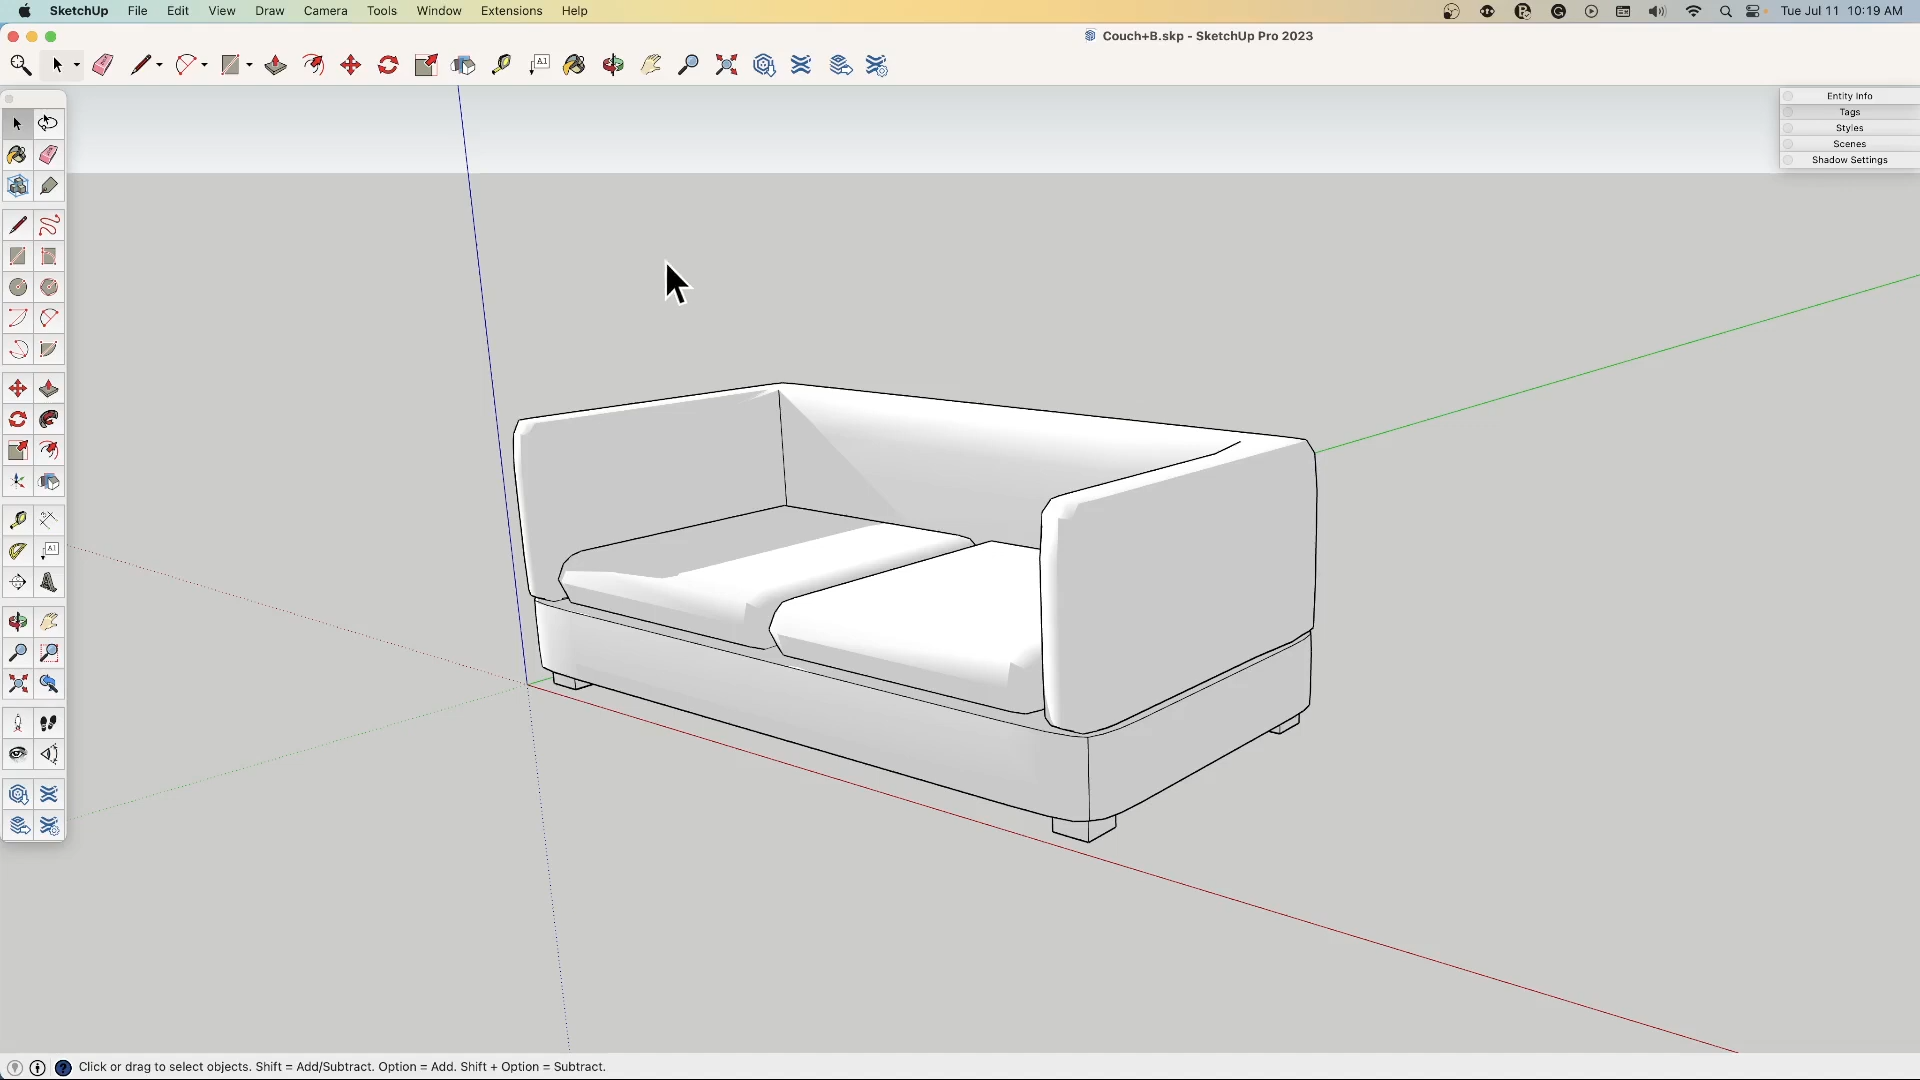 SketchUp File Edit View Draw Camera Tools Window Extensions Help Tue Jul 11 10:19 AM
Couch+B.skp - SketchUp Pro 2023
A1
Entity Info
Tags
Styles
Scenes
Shadow Settings
A1
Click or drag to select objects. Shift = Add/Subtract. Option = Add. Shift + Option = Subtract.